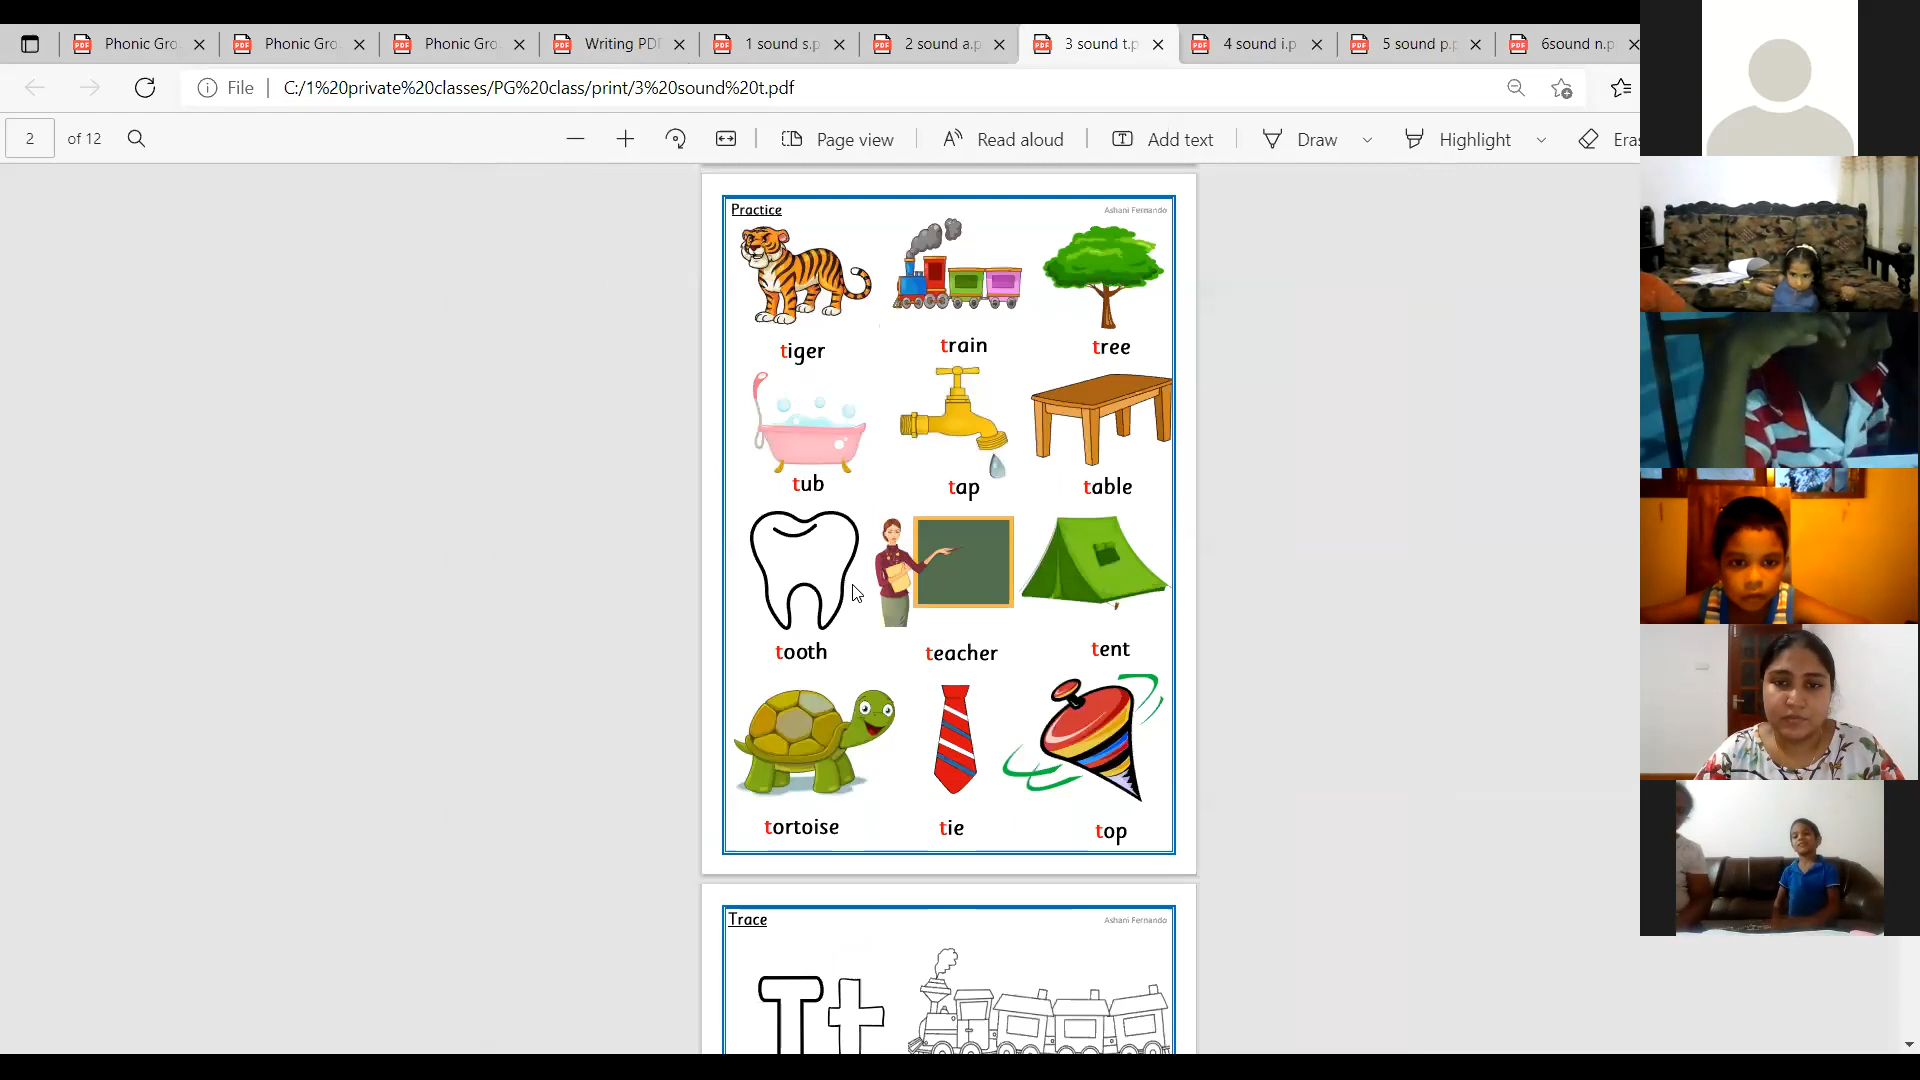 Phonic Gro
Phonic Gro
Phonic Gro
Writing PDF
1 sound s.p
2 sound a.p
3 sound t.p
4 sound i.p
5 sound p.p
6sound n.p
File
C:/1%20private%20classes/PG%20class/print/3%20sound%20t.pdf
2 of 12
Page view
Read aloud
Add text
Draw
Highlight
Eras
Practice
Ashani Fernando
tiger train tree
tub tap table
tooth teacher tent
tortoise tie top
Trace
Ashani Fernando
Tt